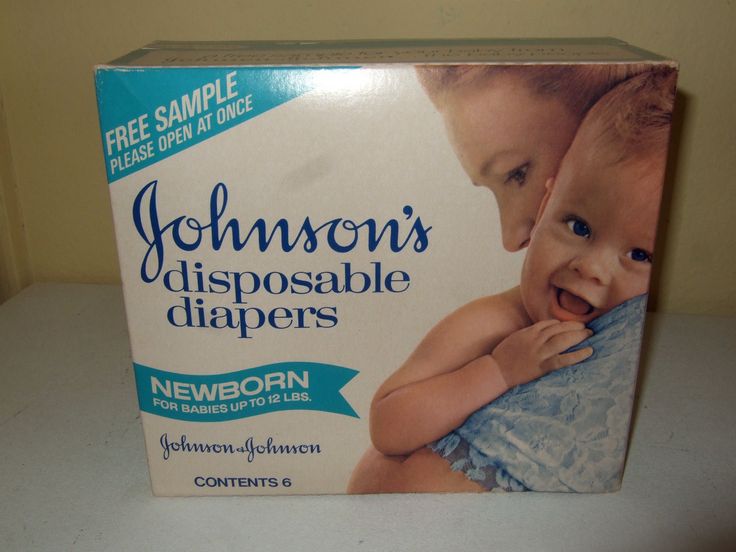 FREE SAMPLE
PLEASE OPEN AT ONCE
Johnson's
disposable
diapers
NEWBORN
FOR BABIES UP TO 12 LBS.
Johnson & Johnson
CONTENTS 6